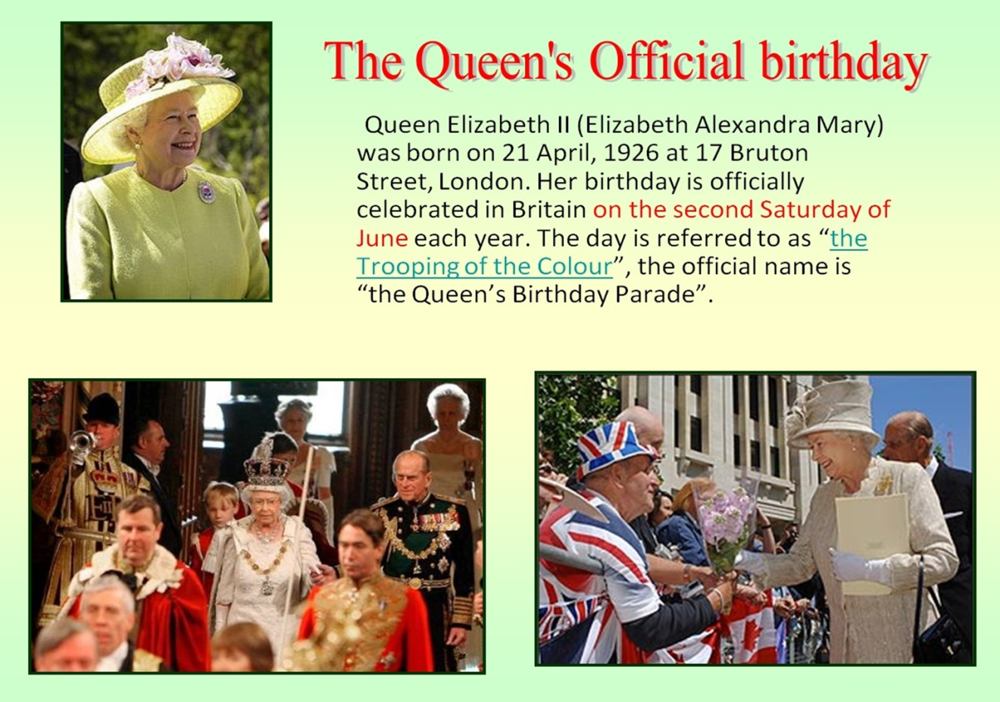 The Queen's Official birthday
Queen Elizabeth II (Elizabeth Alexandra Mary)
was born on 21 April, 1926 at 17 Bruton
Street, London. Her birthday is officially
celebrated in Britain on the second Saturday of
June each year. The day is referred to as “the
Trooping of the Colour”, the official name is
“the Queen’s Birthday Parade”.